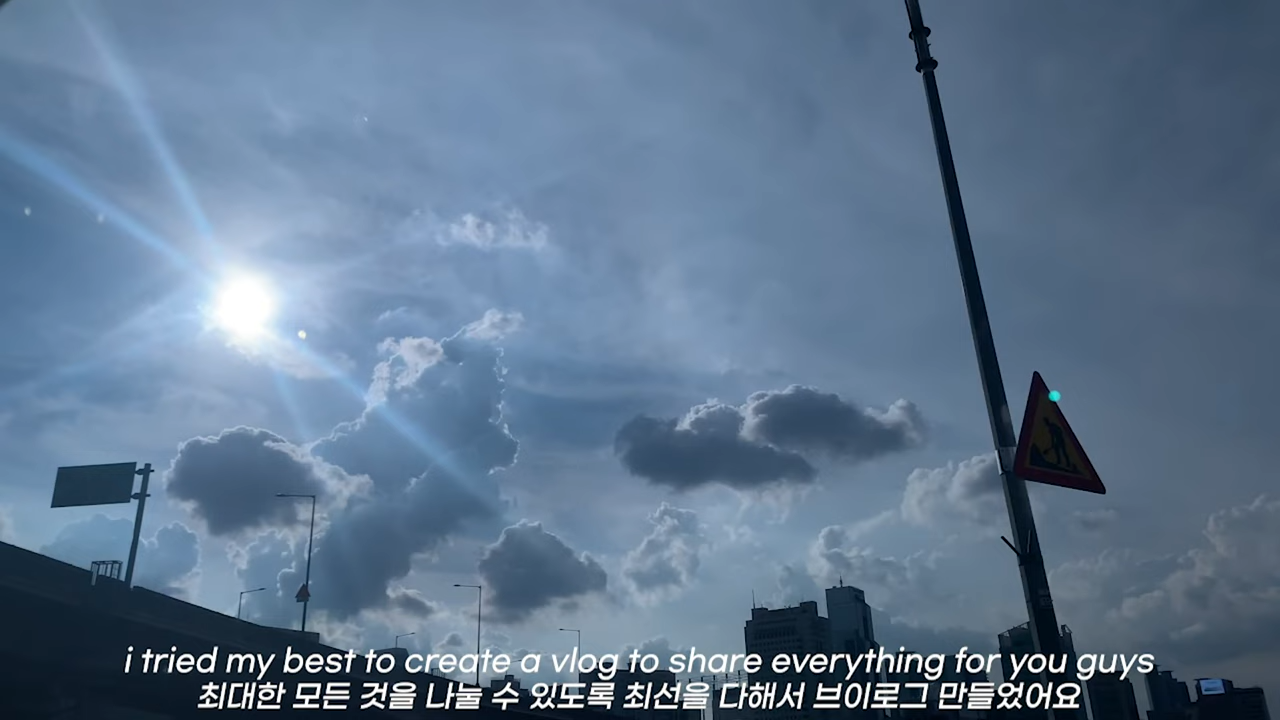 i tried my best to create a vlog to share everything for you guys
최대한 모든 것을 나눌 수 있도록 최선을 다해서 브이로그 만들었어요